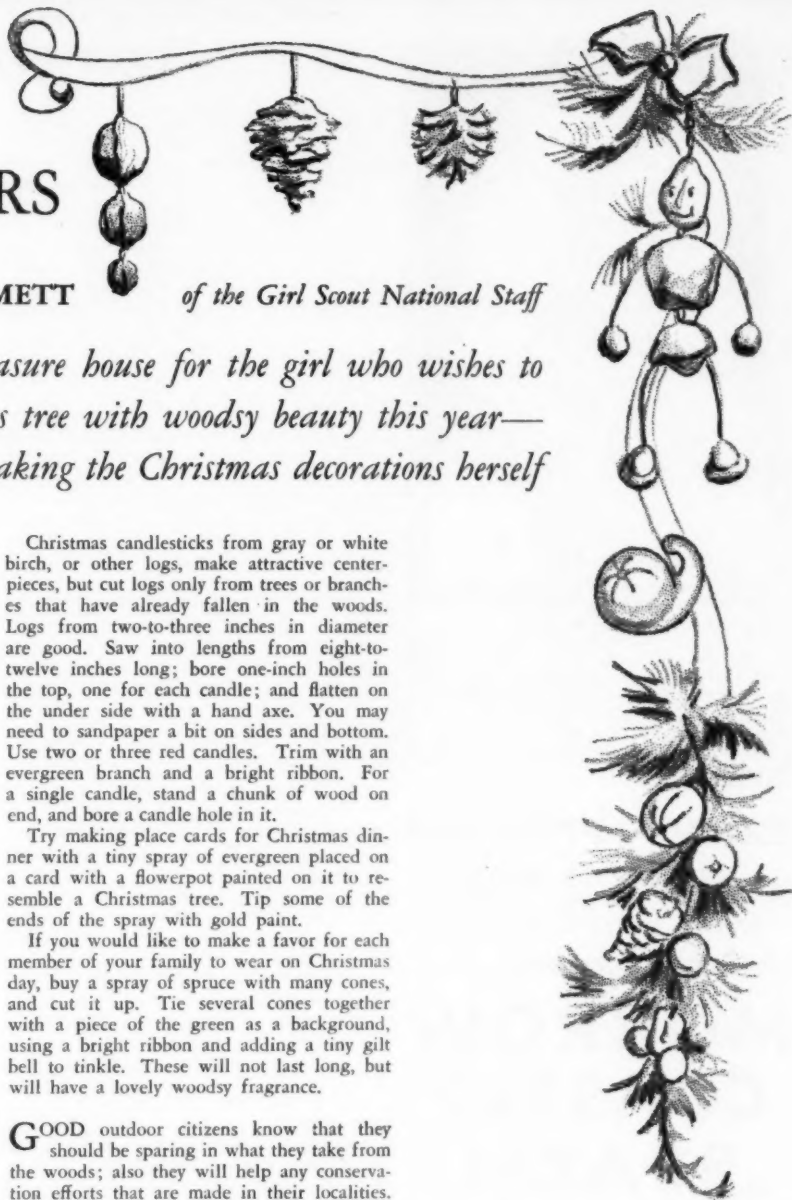 RS
METT of the Girl Scout National Staff
asure house for the girl who wishes to
s tree with woodsy beauty this year—
aking the Christmas decorations herself
Christmas candlesticks from gray or white
birch, or other logs, make attractive center-
pieces, but cut logs only from trees or branch-
es that have already fallen in the woods.
Logs from two-to-three inches in diameter
are good. Saw into lengths from eight-to-
twelve inches long; bore one-inch holes in
the top, one for each candle; and flatten on
the under side with a hand axe. You may
need to sandpaper a bit on sides and bottom.
Use two or three red candles. Trim with an
evergreen branch and a bright ribbon. For
a single candle, stand a chunk of wood on
end, and bore a candle hole in it.
Try making place cards for Christmas din-
ner with a tiny spray of evergreen placed on
a card with a flowerpot painted on it to re-
semble a Christmas tree. Tip some of the
ends of the spray with gold paint.
If you would like to make a favor for each
member of your family to wear on Christmas
day, buy a spray of spruce with many cones,
and cut it up. Tie several cones together
with a piece of the green as a background,
using a bright ribbon and adding a tiny gilt
bell to tinkle. These will not last long, but
will have a lovely woodsy fragrance.
GOOD outdoor citizens know that they
should be sparing in what they take from
the woods; also they will help any conserva-
tion efforts that are made in their localities.